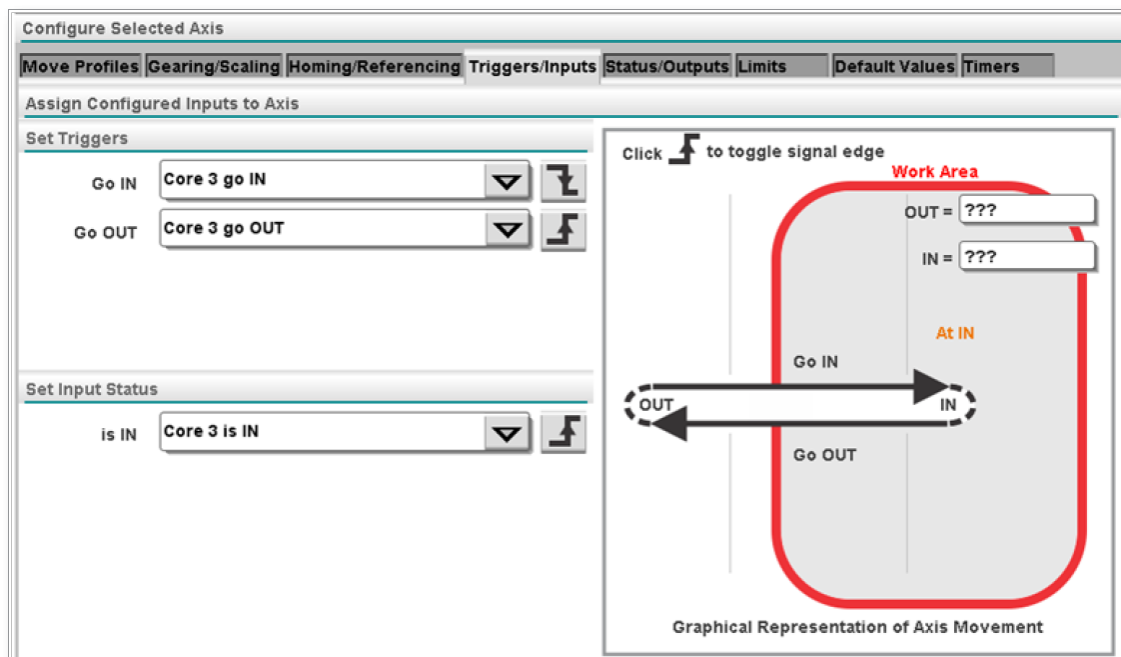 Configure Selected Axis
Move Profiles Gearing/Scaling Homing/Referencing Triggers/Inputs Status/Outputs Limits Default Values Timers
Assign Configured Inputs to Axis
Set Triggers
Go IN Core 3 go IN
Go OUT Core 3 go OUT
Set Input Status
is IN Core 3 is IN
Click to toggle signal edge
Work Area
OUT = ???
IN = ???
At IN
Go IN
OUT IN
Go OUT
Graphical Representation of Axis Movement